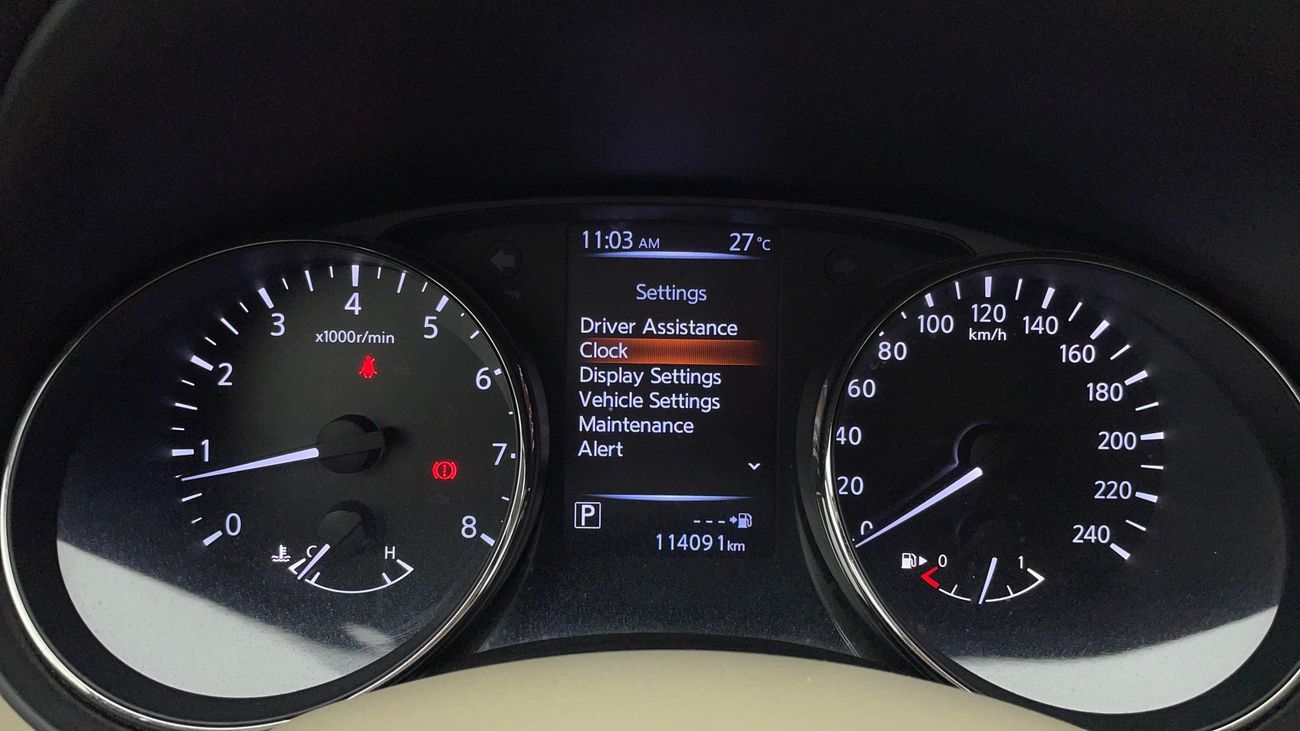 11:03 AM 27°C
Settings
Driver Assistance
Clock
Display Settings
Vehicle Settings
Maintenance
Alert
P
---
114091km
0
1
2
3
4
5
6
7
8
x1000r/min
C H
0
20
40
60
80
100
120
140
160
180
200
220
240
km/h
0 1